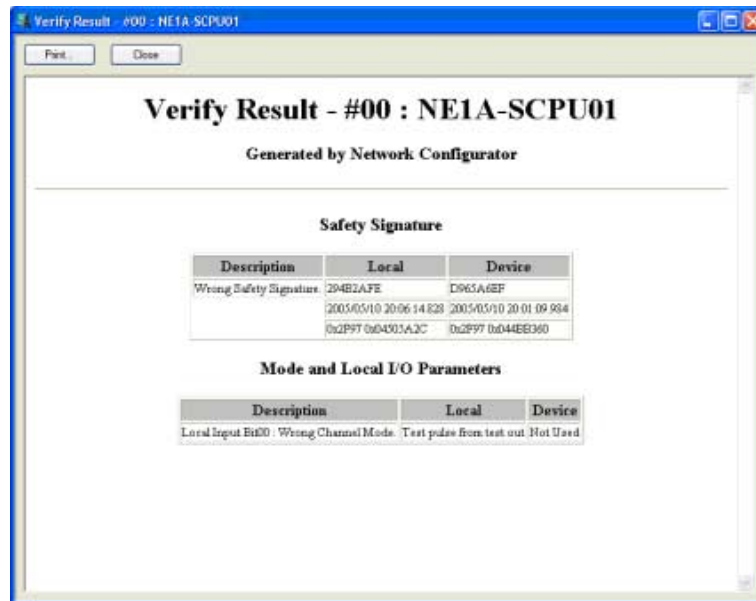 Verify Result - #00 : NE1A-SCPU01
Print... Close
Verify Result - #00 : NE1A-SCPU01
Generated by Network Configurator
Safety Signature
Description Local Device
Wrong Safety Signature. 294B2AFE D965A6EF
2005/05/10 20:06:14.828 2005/05/10 20:01:09.984
0x2F97 0x04503A2C 0x2F97 0x044BB360
Mode and Local I/O Parameters
Description Local Device
Local Input Bit00 : Wrong Channel Mode. Test pulse from test out Not Used